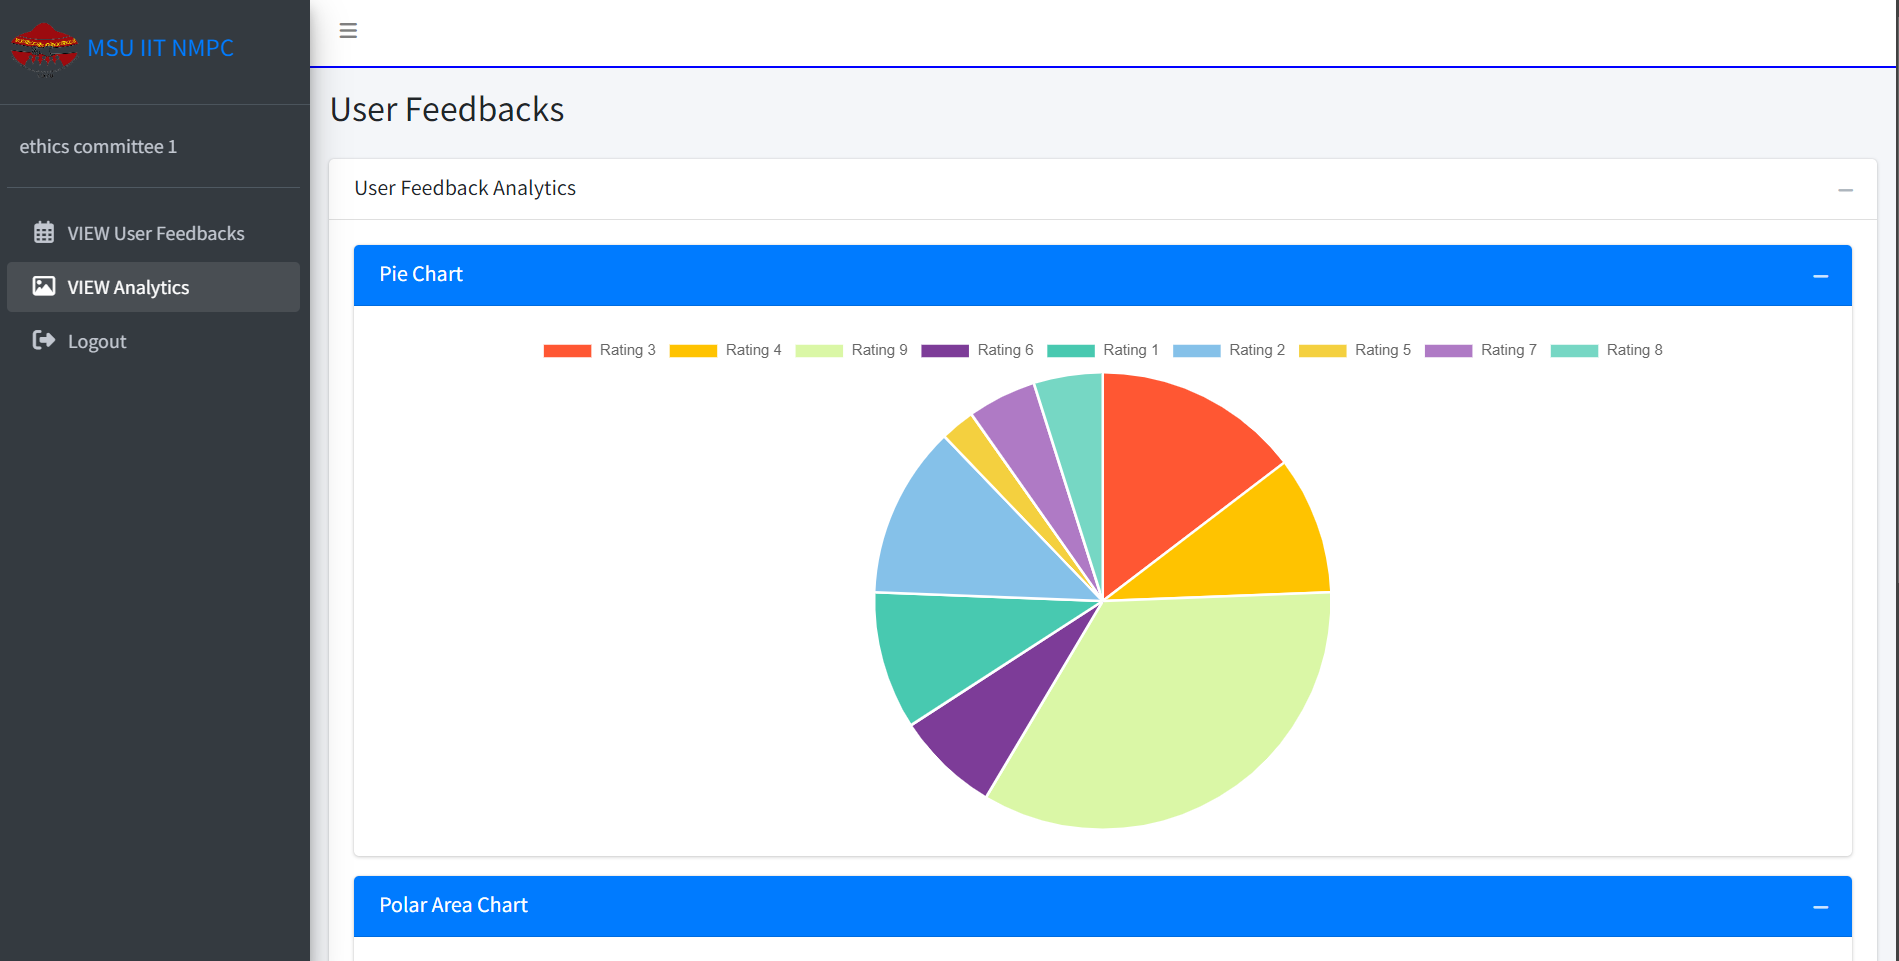 MSU IIT NMPC
ethics committee 1
VIEW User Feedbacks
VIEW Analytics
Logout
User Feedbacks
User Feedback Analytics
Pie Chart
Rating 3 Rating 4 Rating 9 Rating 6 Rating 1 Rating 2 Rating 5 Rating 7 Rating 8
Polar Area Chart